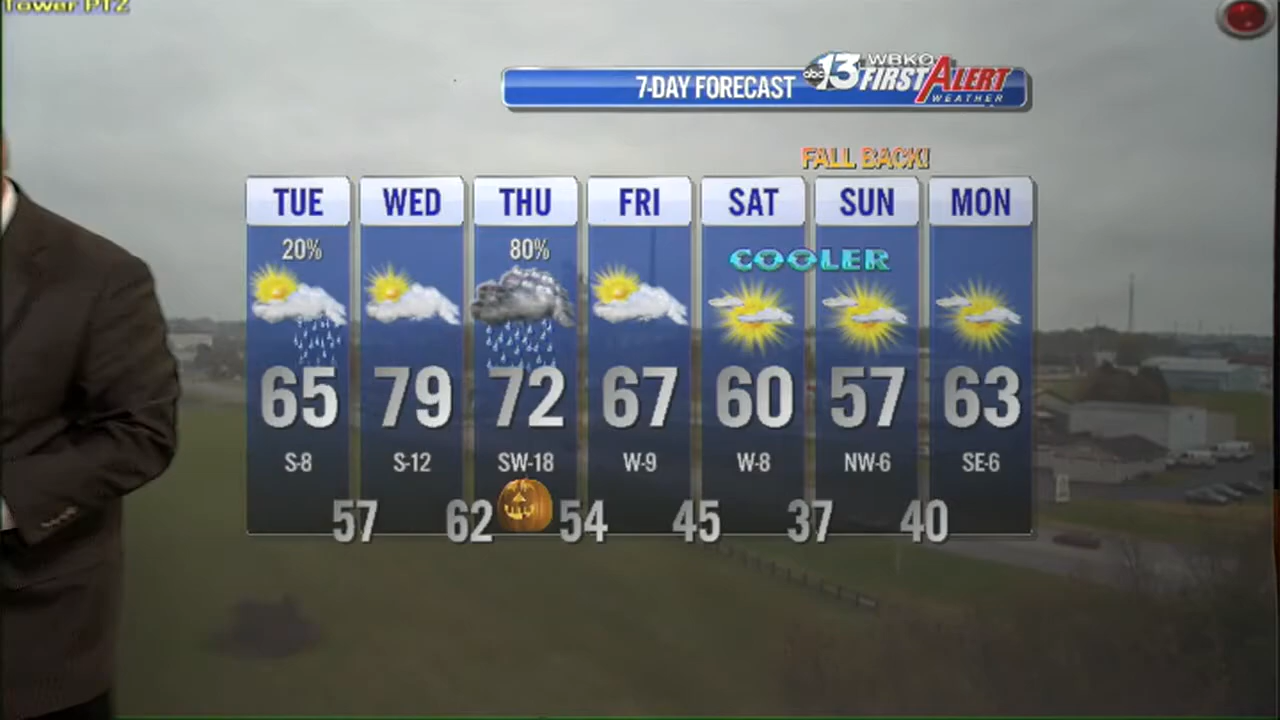 Tower PTZ
7-DAY FORECAST
abc 13 WBKO
FIRST ALERT
WEATHER
FALL BACK!
TUE WED THU FRI SAT SUN MON
20% 80%
COOLER
65 79 72 67 60 57 63
S-8 S-12 SW-18 W-9 W-8 NW-6 SE-6
57 62 54 45 37 40